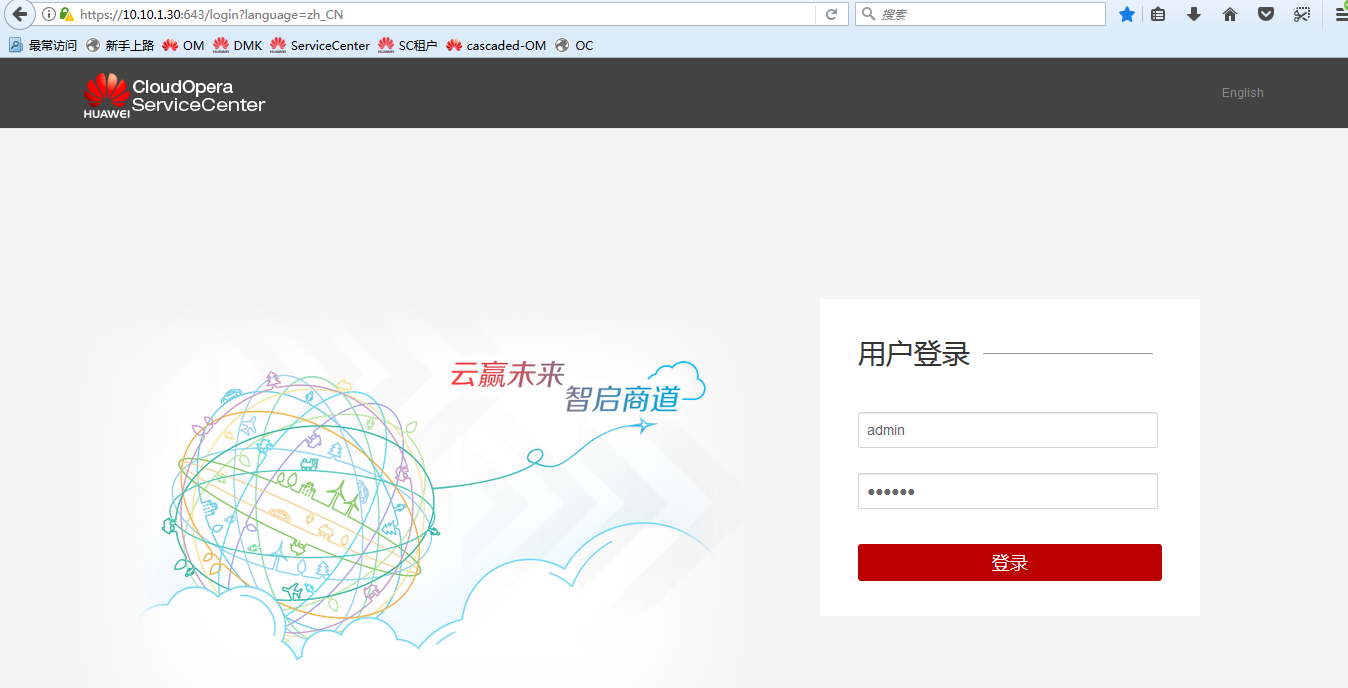 https://10.10.1.30:643/login?language=zh_CN
搜索
最常访问 新手上路 OM DMK ServiceCenter SC租户 cascaded-OM OC
HUAWEI
CloudOpera
ServiceCenter
English
云赢未来
智启商道
用户登录
admin
••••••
登录